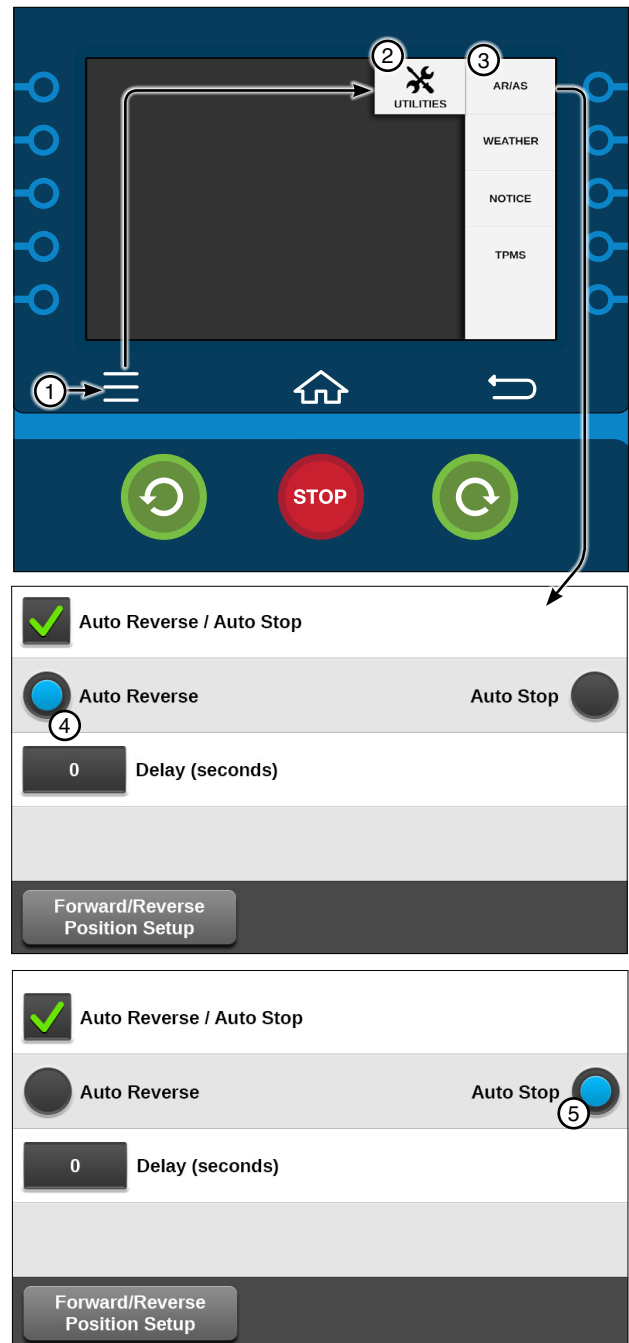 2
3
UTILITIES
AR/AS
WEATHER
NOTICE
TPMS
1
STOP
Auto Reverse / Auto Stop
Auto Reverse
Auto Stop
4
0
Delay (seconds)
Forward/Reverse
Position Setup
Auto Reverse / Auto Stop
Auto Reverse
Auto Stop
5
0
Delay (seconds)
Forward/Reverse
Position Setup